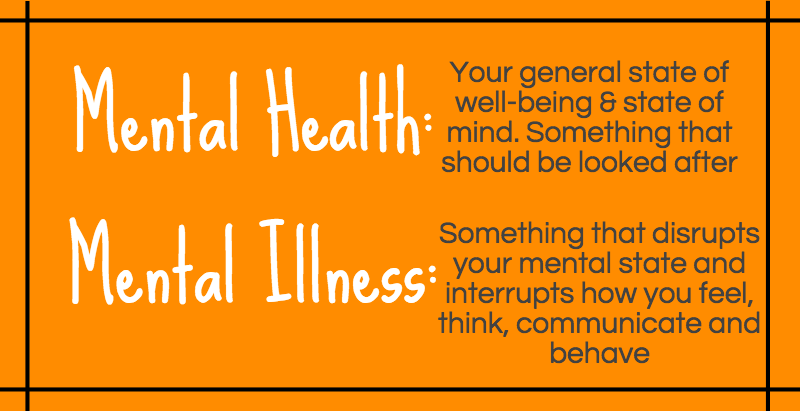 Mental Health:
Your general state of
well-being & state of
mind. Something that
should be looked after
Mental Illness:
Something that disrupts
your mental state and
interrupts how you feel,
think, communicate and
behave